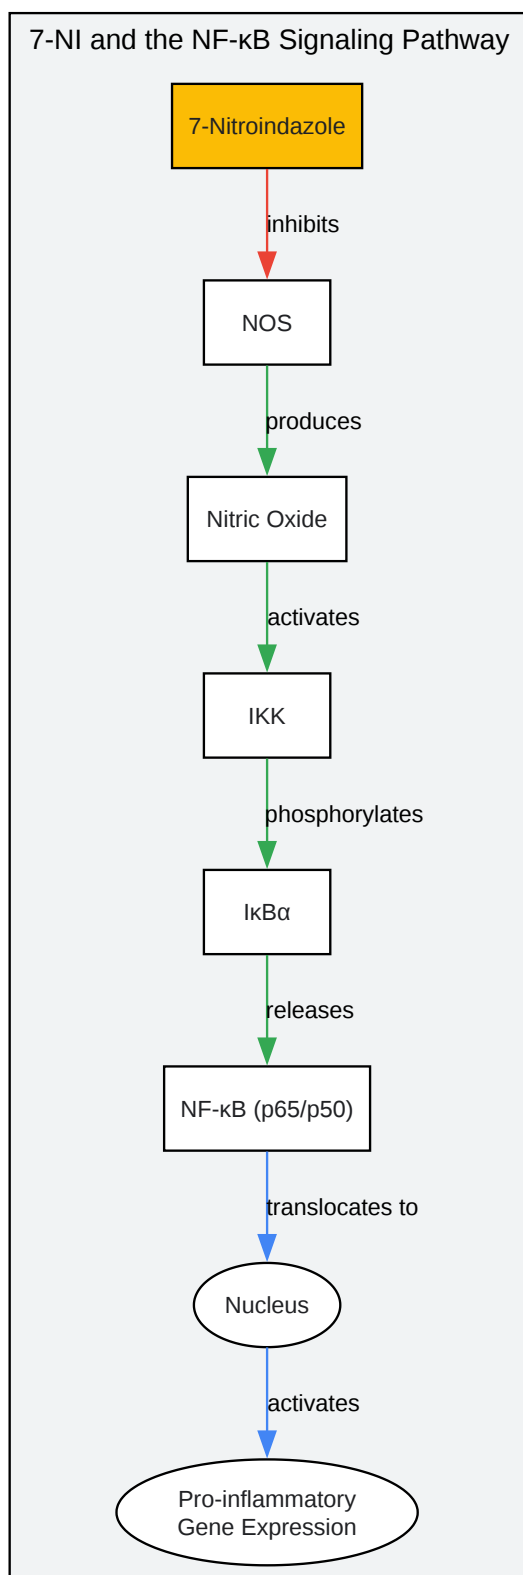 7-NI and the NF-κB Signaling Pathway
7-Nitroindazole
inhibits
NOS
produces
Nitric Oxide
activates
IKK
phosphorylates
IκBα
releases
NF-κB (p65/p50)
translocates to
Nucleus
activates
Pro-inflammatory
Gene Expression